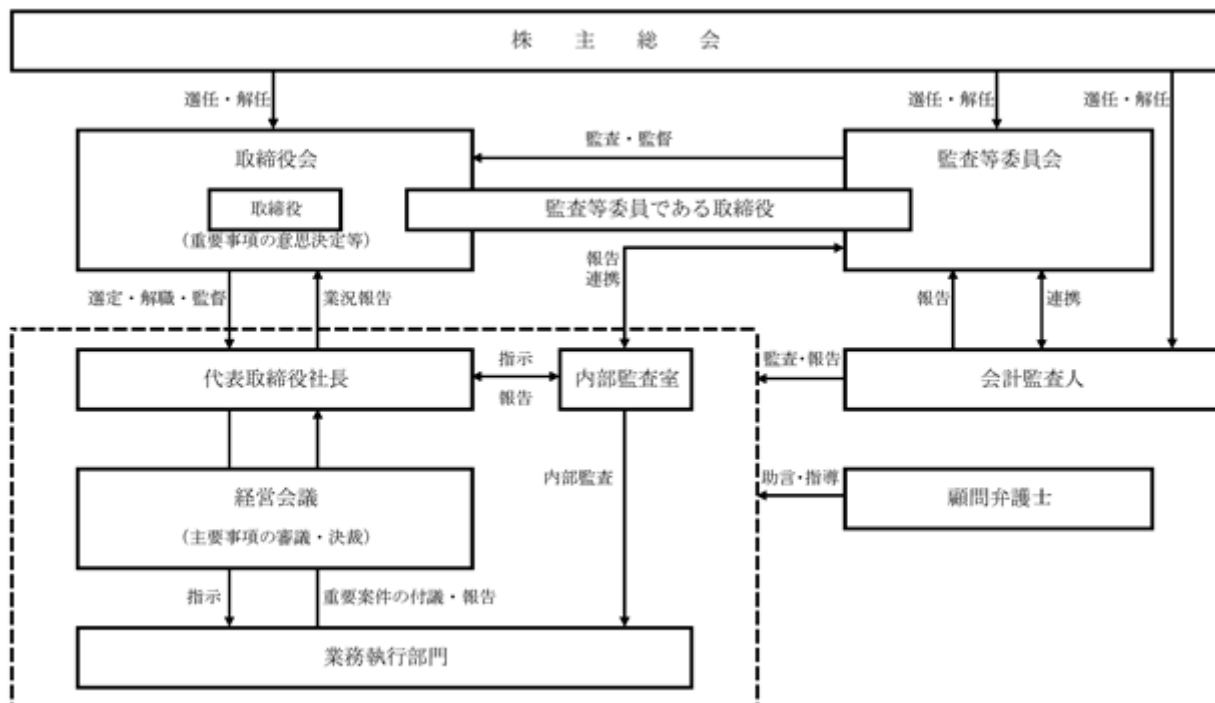 株主総会
選任・解任
選任・解任
選任・解任
取締役会
監査・監督
監査等委員会
取締役
監査等委員である取締役
(重要事項の意思決定等)
報告
連携
選定・解職・監督
業況報告
報告
連携
代表取締役社長
指示
報告
内部監査室
監査・報告
会計監査人
経営会議
(主要事項の審議・決裁)
内部監査
助言・指導
顧問弁護士
指示
重要案件の付議・報告
業務執行部門